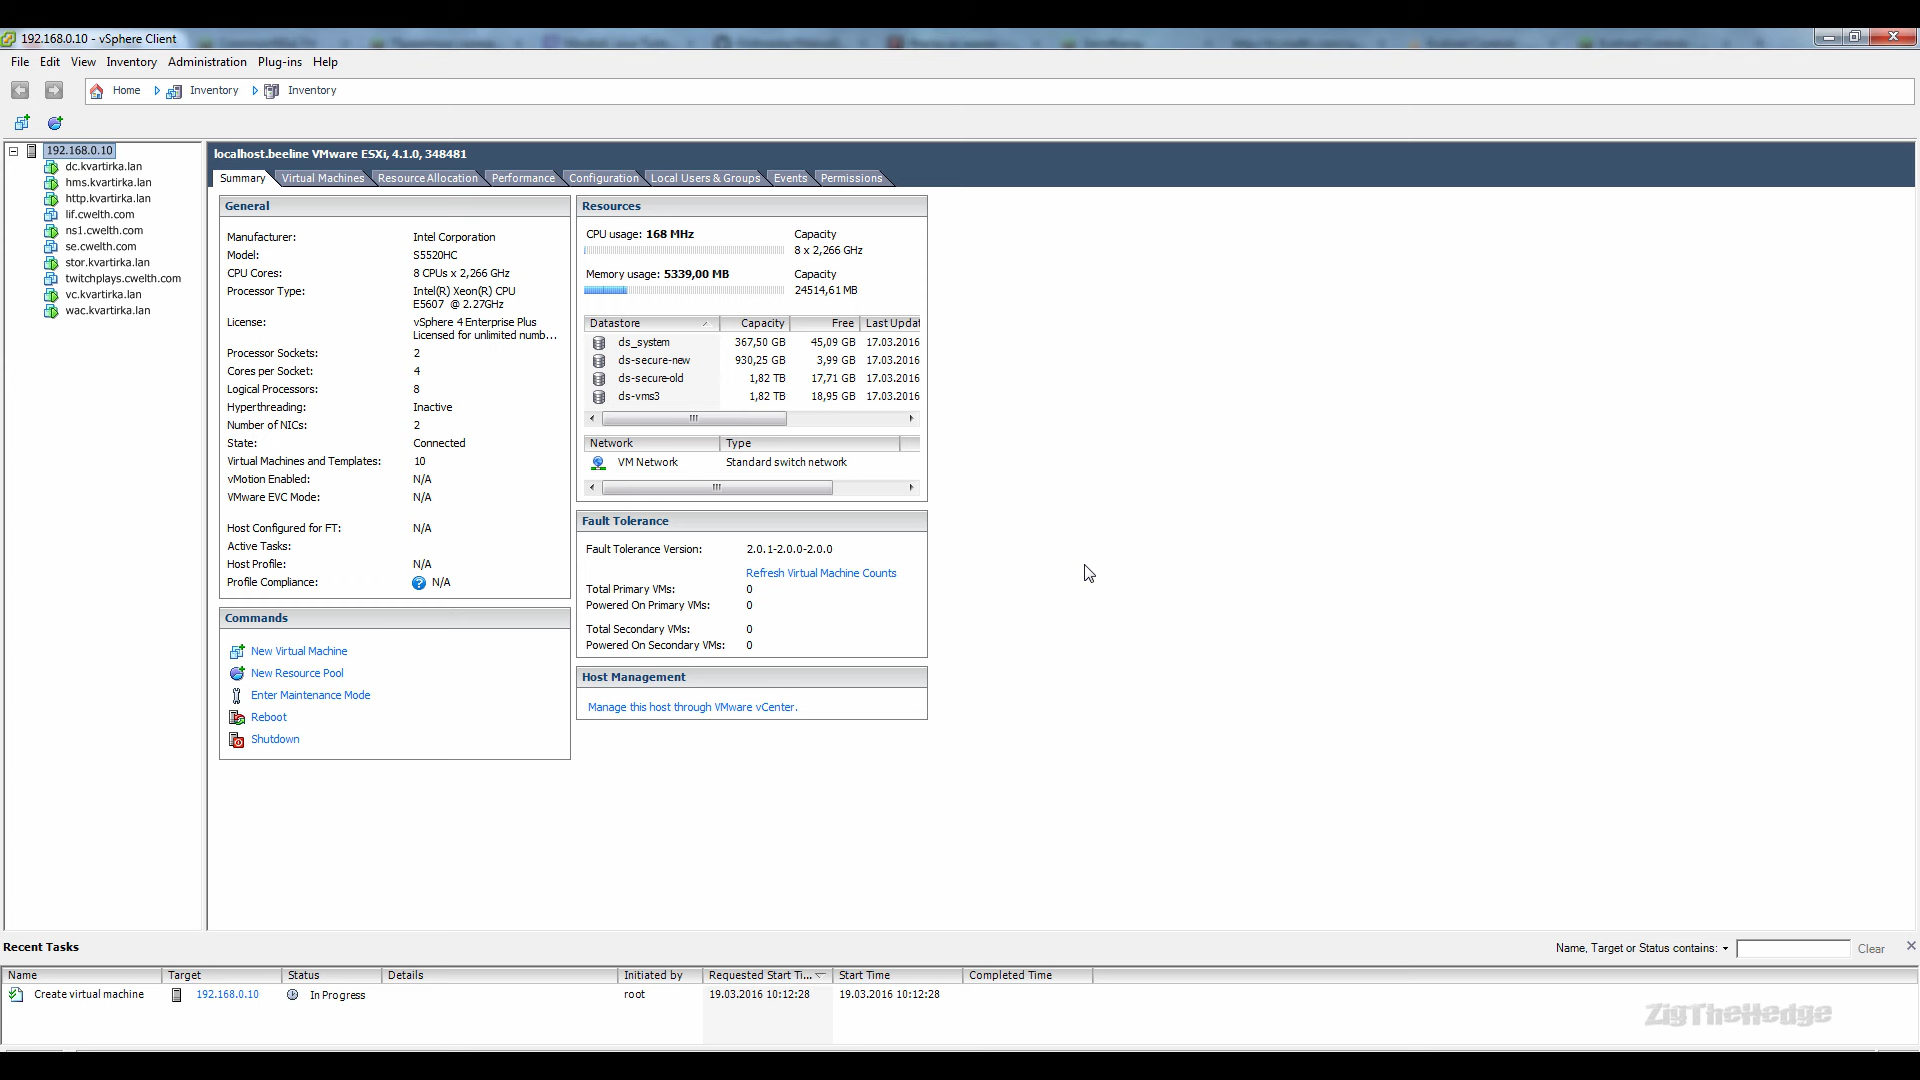 192.168.0.10 - vSphere Client
File Edit View Inventory Administration Plug-ins Help
Home Inventory Inventory
192.168.0.10
dc.kvartirka.lan
hms.kvartirka.lan
http.kvartirka.lan
lif.cwelth.com
ns1.cwelth.com
se.cwelth.com
stor.kvartirka.lan
twitchplays.cwelth.com
vc.kvartirka.lan
wac.kvartirka.lan
localhost.beeline VMware ESXi, 4.1.0, 348481
Summary Virtual Machines Resource Allocation Performance Configuration Local Users & Groups Events Permissions
General
Manufacturer: Intel Corporation
Model: S5520HC
CPU Cores: 8 CPUs x 2,266 GHz
Processor Type: Intel(R) Xeon(R) CPU
E5607 @ 2.27GHz
License: vSphere 4 Enterprise Plus
Licensed for unlimited numb...
Processor Sockets: 2
Cores per Socket: 4
Logical Processors: 8
Hyperthreading: Inactive
Number of NICs: 2
State: Connected
Virtual Machines and Templates: 10
vMotion Enabled: N/A
VMware EVC Mode: N/A
Host Configured for FT: N/A
Active Tasks:
Host Profile: N/A
Profile Compliance: N/A
Commands
New Virtual Machine
New Resource Pool
Enter Maintenance Mode
Reboot
Shutdown
Resources
CPU usage: 168 MHz Capacity
8 x 2,266 GHz
Memory usage: 5339,00 MB Capacity
24514,61 MB
Datastore Capacity Free Last Updat
ds_system 367,50 GB 45,09 GB 17.03.2016
ds-secure-new 930,25 GB 3,99 GB 17.03.2016
ds-secure-old 1,82 TB 17,71 GB 17.03.2016
ds-vms3 1,82 TB 18,95 GB 17.03.2016
Network Type
VM Network Standard switch network
Fault Tolerance
Fault Tolerance Version: 2.0.1-2.0.0-2.0.0
Refresh Virtual Machine Counts
Total Primary VMs: 0
Powered On Primary VMs: 0
Total Secondary VMs: 0
Powered On Secondary VMs: 0
Host Management
Manage this host through VMware vCenter.
Recent Tasks Name, Target or Status contains: Clear
Name Target Status Details Initiated by Requested Start Ti... Start Time Completed Time
Create virtual machine 192.168.0.10 In Progress root 19.03.2016 10:12:28 19.03.2016 10:12:28
ZigTheHedge